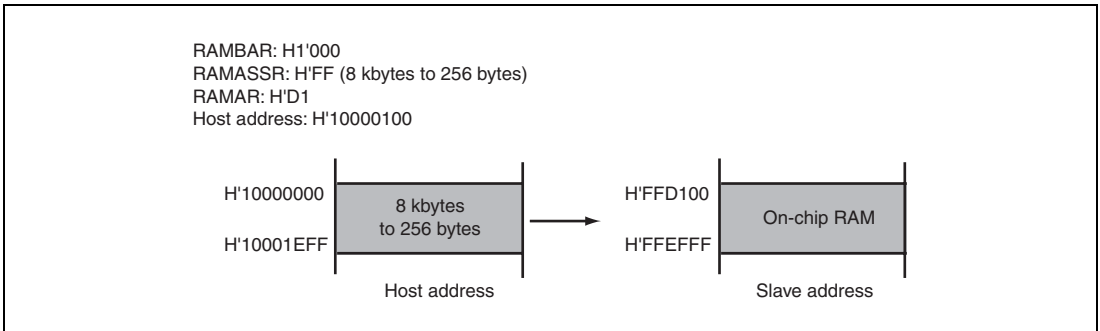 RAMBAR: H1'000
RAMASSR: H'FF (8 kbytes to 256 bytes)
RAMAR: H'D1
Host address: H'10000100
H'10000000
8 kbytes
to 256 bytes
H'10001EFF
Host address
H'FFD100
On-chip RAM
H'FFEFFF
Slave address